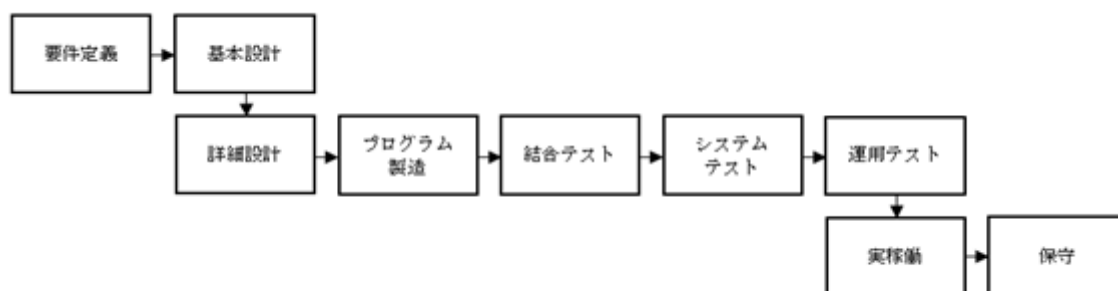 要件定義
基本設計
詳細設計
プログラム
製造
結合テスト
システム
テスト
運用テスト
実稼働
保守